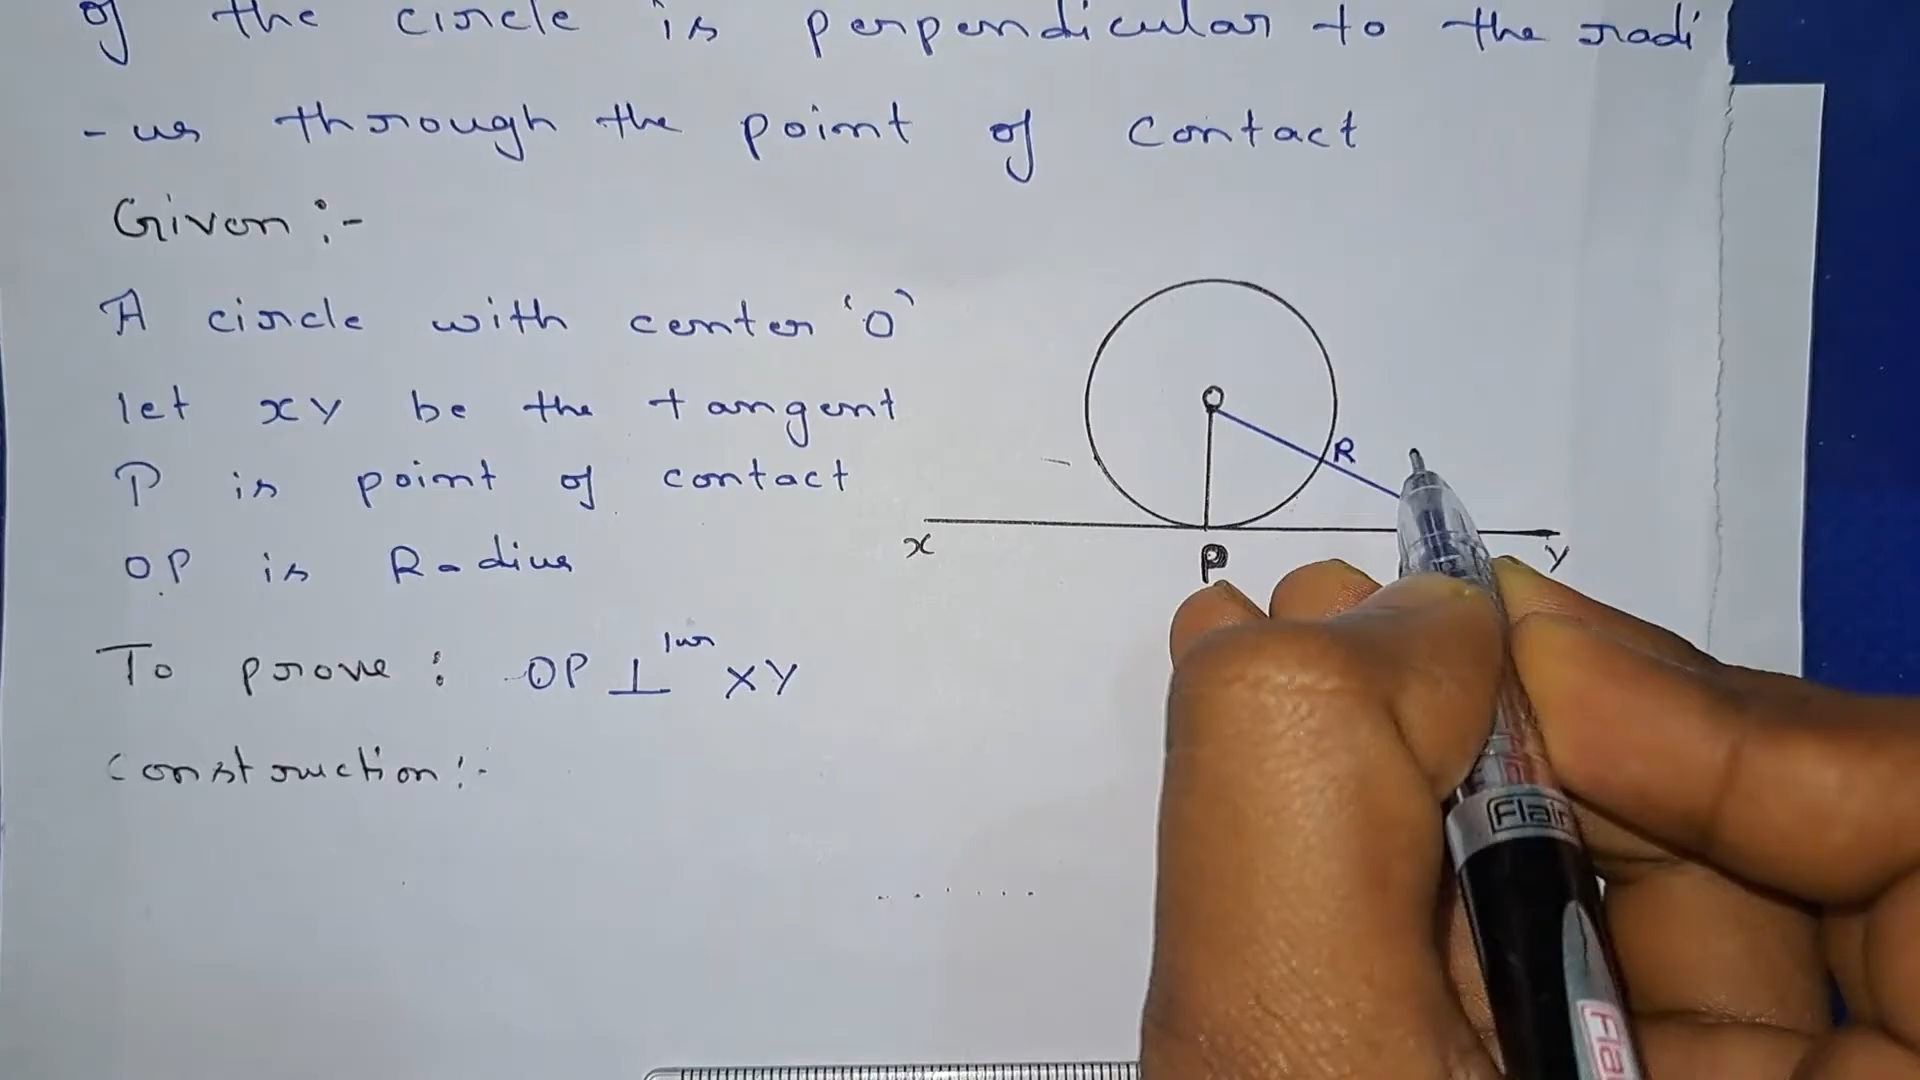 of the circle is perpendicular to the radi
-us through the point of contact
Given :-
A circle with center 'O'
let xy be the tangent
P is point of contact
OP is Radius
To prove : OP ⊥ lar XY
construction :-
O
R
x
P
y
Flair
Fla